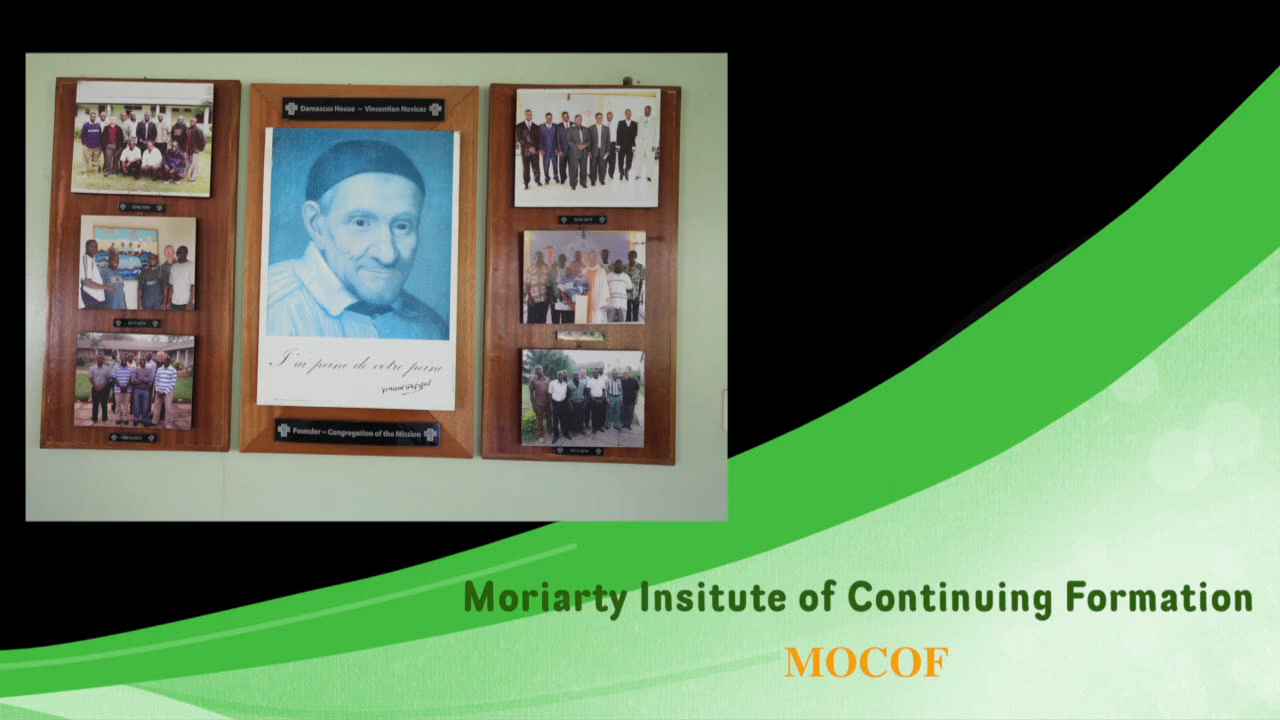 Damascus House ~ Vincentian Novices
J'ai peine de votre peine
Founder ~ Congregation of the Mission
Moriarty Insitute of Continuing Formation
MOCOF